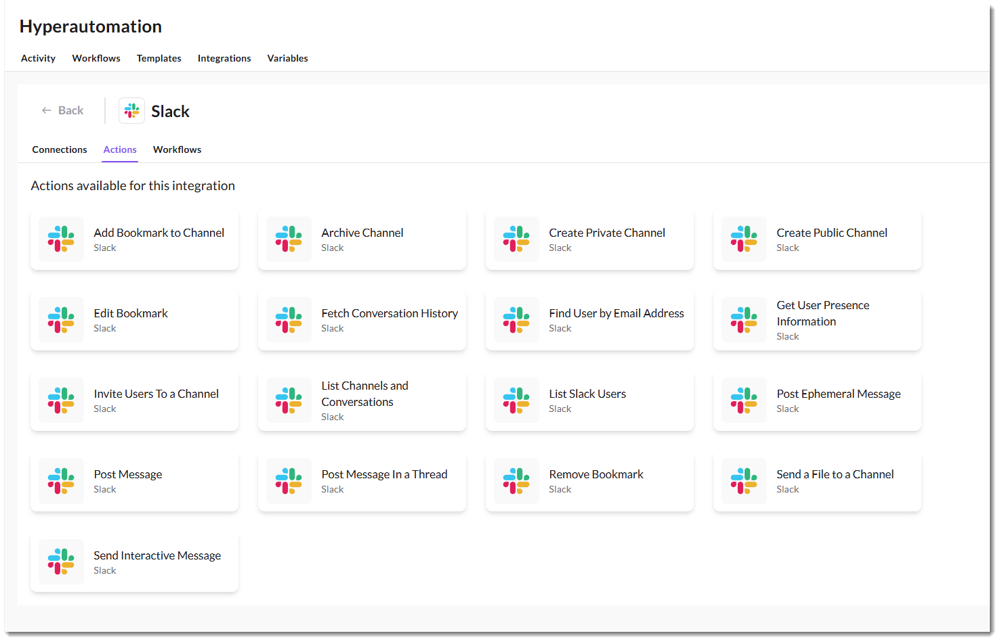 Hyperautomation
Activity Workflows Templates Integrations Variables
← Back Slack
Connections Actions Workflows
Actions available for this integration
Add Bookmark to Channel
Slack
Archive Channel
Slack
Create Private Channel
Slack
Create Public Channel
Slack
Edit Bookmark
Slack
Fetch Conversation History
Slack
Find User by Email Address
Slack
Get User Presence
Information
Slack
Invite Users To a Channel
Slack
List Channels and
Conversations
Slack
List Slack Users
Slack
Post Ephemeral Message
Slack
Post Message
Slack
Post Message In a Thread
Slack
Remove Bookmark
Slack
Send a File to a Channel
Slack
Send Interactive Message
Slack